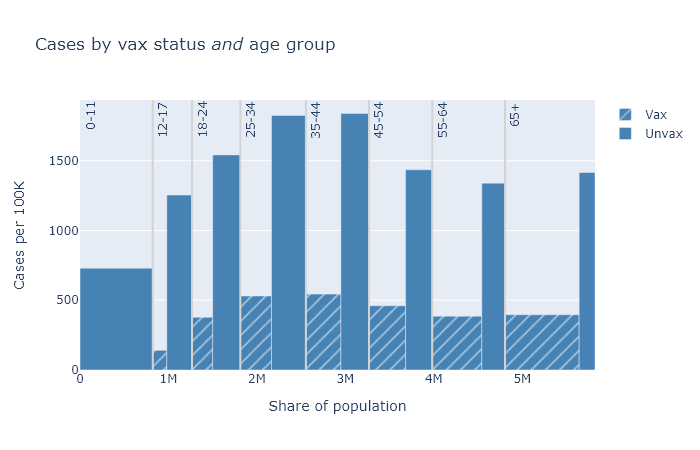 Cases by vax status and age group
0-11
12-17
18-24
25-34
35-44
45-54
55-64
65+
Vax
Unvax
Cases per 100K
1500
1000
500
0
0 1M 2M 3M 4M 5M
Share of population